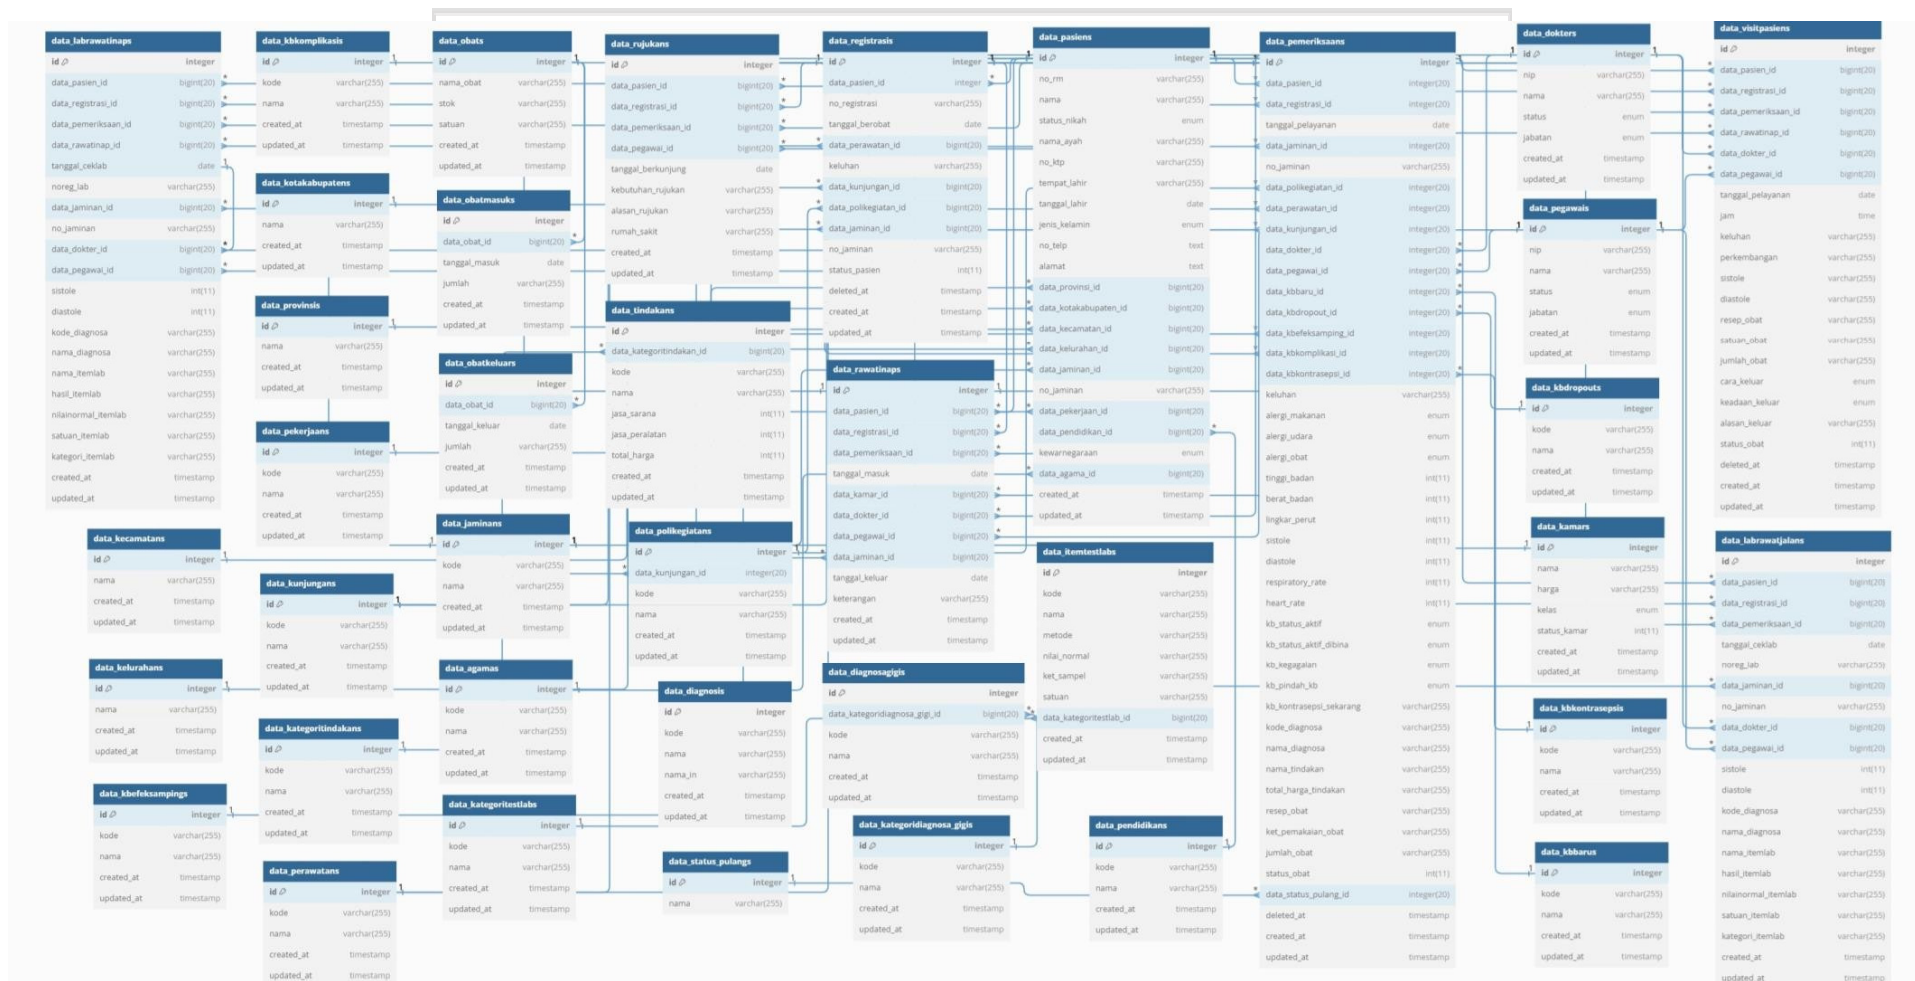 data_labrawatinaps
id integer
data_pasien_id bigint(20)
data_registrasi_id bigint(20)
data_pemeriksaan_id bigint(20)
data_rawatinap_id bigint(20)
tanggal_ceklab date
noreg_lab varchar(255)
data_jaminan_id bigint(20)
no_jaminan varchar(255)
data_dokter_id bigint(20)
data_pegawai_id bigint(20)
sistole int(11)
diastole int(11)
kode_diagnosa varchar(255)
nama_diagnosa varchar(255)
nama_itemlab varchar(255)
hasil_itemlab varchar(255)
nilainormal_itemlab varchar(255)
satuan_itemlab varchar(255)
kategori_itemlab varchar(255)
created_at timestamp
updated_at timestamp
data_kecamatans
id integer
nama varchar(255)
created_at timestamp
updated_at timestamp
data_kelurahans
id integer
nama varchar(255)
created_at timestamp
updated_at timestamp
data_kbefeksampings
id integer
kode varchar(255)
nama varchar(255)
created_at timestamp
updated_at timestamp
data_kbkomplikasis
id integer
kode varchar(255)
nama varchar(255)
created_at timestamp
updated_at timestamp
data_kotakabupatens
id integer
nama varchar(255)
created_at timestamp
updated_at timestamp
data_provinsis
id integer
nama varchar(255)
created_at timestamp
updated_at timestamp
data_pekerjaans
id integer
kode varchar(255)
nama varchar(255)
created_at timestamp
updated_at timestamp
data_kunjungans
id integer
kode varchar(255)
nama varchar(255)
created_at timestamp
updated_at timestamp
data_kategoritindakans
id integer
kode varchar(255)
nama varchar(255)
created_at timestamp
updated_at timestamp
data_perawatans
id integer
kode varchar(255)
nama varchar(255)
created_at timestamp
updated_at timestamp
data_obats
id integer
nama_obat varchar(255)
stok varchar(255)
satuan varchar(255)
created_at timestamp
updated_at timestamp
data_obatmasuks
id integer
data_obat_id bigint(20)
tanggal_masuk date
jumlah varchar(255)
created_at timestamp
updated_at timestamp
data_obatkeluars
id integer
data_obat_id bigint(20)
tanggal_keluar date
jumlah varchar(255)
created_at timestamp
updated_at timestamp
data_jaminans
id integer
kode varchar(255)
nama varchar(255)
created_at timestamp
updated_at timestamp
data_agamas
id integer
kode varchar(255)
nama varchar(255)
created_at timestamp
updated_at timestamp
data_kategoritestlabs
id integer
kode varchar(255)
nama varchar(255)
created_at timestamp
updated_at timestamp
data_rujukans
id integer
data_pasien_id bigint(20)
data_registrasi_id bigint(20)
data_pemeriksaan_id bigint(20)
data_pegawai_id bigint(20)
tanggal_berkunjung date
kebutuhan_rujukan varchar(255)
alasan_rujukan varchar(255)
rumah_sakit varchar(255)
created_at timestamp
updated_at timestamp
data_tindakans
id integer
data_kategoritindakan_id bigint(20)
kode varchar(255)
nama varchar(255)
jasa_sarana int(11)
jasa_peralatan int(11)
total_harga int(11)
created_at timestamp
updated_at timestamp
data_polikegiatans
id integer
data_kunjungan_id integer(20)
kode varchar(255)
nama varchar(255)
created_at timestamp
updated_at timestamp
data_diagnosis
id integer
kode varchar(255)
nama varchar(255)
nama_in varchar(255)
created_at timestamp
updated_at timestamp
data_status_pulangs
id integer
nama varchar(255)
data_registrasis
id integer
data_pasien_id integer
no_registrasi varchar(255)
tanggal_berobat date
data_perawatan_id bigint(20)
keluhan varchar(255)
data_kunjungan_id bigint(20)
data_polikegiatan_id bigint(20)
data_jaminan_id bigint(20)
no_jaminan varchar(255)
status_pasien int(11)
deleted_at timestamp
created_at timestamp
updated_at timestamp
data_rawatinaps
id integer
data_pasien_id bigint(20)
data_registrasi_id bigint(20)
data_pemeriksaan_id bigint(20)
tanggal_masuk date
data_kamar_id bigint(20)
data_dokter_id bigint(20)
data_pegawai_id bigint(20)
data_jaminan_id bigint(20)
tanggal_keluar date
keterangan varchar(255)
created_at timestamp
updated_at timestamp
data_diagnosagigis
id integer
data_kategoridiagnosa_gigi_id bigint(20)
kode varchar(255)
nama varchar(255)
created_at timestamp
updated_at timestamp
data_kategoridiagnosa_gigis
id integer
kode varchar(255)
nama varchar(255)
created_at timestamp
updated_at timestamp
data_pasiens
id integer
no_rm varchar(255)
nama varchar(255)
status_nikah enum
nama_ayah varchar(255)
no_ktp varchar(255)
tempat_lahir varchar(255)
tanggal_lahir date
jenis_kelamin enum
no_telp text
alamat text
data_provinsi_id bigint(20)
data_kotakabupaten_id bigint(20)
data_kecamatan_id bigint(20)
data_kelurahan_id bigint(20)
data_jaminan_id bigint(20)
no_jaminan varchar(255)
data_pekerjaan_id bigint(20)
data_pendidikan_id bigint(20)
kewarnegaraan enum
data_agama_id bigint(20)
created_at timestamp
updated_at timestamp
data_itemtestlabs
id integer
kode varchar(255)
nama varchar(255)
metode varchar(255)
nilai_normal varchar(255)
ket_sampel varchar(255)
satuan varchar(255)
data_kategoritestlab_id bigint(20)
created_at timestamp
updated_at timestamp
data_pendidikans
id integer
kode varchar(255)
nama varchar(255)
created_at timestamp
updated_at timestamp
data_pemeriksaans
id integer
data_pasien_id integer(20)
data_registrasi_id integer(20)
tanggal_pelayanan date
data_jaminan_id integer(20)
no_jaminan varchar(255)
data_polikegiatan_id integer(20)
data_perawatan_id integer(20)
data_kunjungan_id integer(20)
data_dokter_id integer(20)
data_pegawai_id integer(20)
data_kbbaru_id integer(20)
data_kbdropout_id integer(20)
data_kbefeksamping_id integer(20)
data_kbkomplikasi_id integer(20)
data_kbkontrasepsi_id integer(20)
keluhan varchar(255)
alergi_makanan enum
alergi_udara enum
alergi_obat enum
tinggi_badan int(11)
berat_badan int(11)
lingkar_perut int(11)
sistole int(11)
diastole int(11)
respiratory_rate int(11)
heart_rate int(11)
kb_status_aktif enum
kb_status_aktif_dibina enum
kb_kegagalan enum
kb_pindah_kb enum
kb_kontrasepsi_sekarang varchar(255)
kode_diagnosa varchar(255)
nama_diagnosa varchar(255)
nama_tindakan varchar(255)
total_harga_tindakan varchar(255)
resep_obat varchar(255)
ket_pemakaian_obat varchar(255)
jumlah_obat varchar(255)
status_obat int(11)
data_status_pulang_id integer(20)
deleted_at timestamp
created_at timestamp
updated_at timestamp
data_dokters
id integer
nip varchar(255)
nama varchar(255)
status enum
jabatan enum
created_at timestamp
updated_at timestamp
data_pegawais
id integer
nip varchar(255)
nama varchar(255)
status enum
jabatan enum
created_at timestamp
updated_at timestamp
data_kbdropouts
id integer
kode varchar(255)
nama varchar(255)
created_at timestamp
updated_at timestamp
data_kamars
id integer
nama varchar(255)
harga varchar(255)
kelas enum
status_kamar int(11)
created_at timestamp
updated_at timestamp
data_kbkontrasepsis
id integer
kode varchar(255)
nama varchar(255)
created_at timestamp
updated_at timestamp
data_kbbarus
id integer
kode varchar(255)
nama varchar(255)
created_at timestamp
updated_at timestamp
data_visitpasiens
id integer
data_pasien_id bigint(20)
data_registrasi_id bigint(20)
data_pemeriksaan_id bigint(20)
data_rawatinap_id bigint(20)
data_dokter_id bigint(20)
data_pegawai_id bigint(20)
tanggal_pelayanan date
jam time
keluhan varchar(255)
perkembangan varchar(255)
sistole varchar(255)
diastole varchar(255)
resep_obat varchar(255)
satuan_obat varchar(255)
jumlah_obat varchar(255)
cara_keluar enum
keadaan_keluar enum
alasan_keluar varchar(255)
status_obat int(11)
deleted_at timestamp
created_at timestamp
updated_at timestamp
data_labrawatjalans
id integer
data_pasien_id bigint(20)
data_registrasi_id bigint(20)
data_pemeriksaan_id bigint(20)
tanggal_ceklab date
noreg_lab varchar(255)
data_jaminan_id bigint(20)
no_jaminan varchar(255)
data_dokter_id bigint(20)
data_pegawai_id bigint(20)
sistole int(11)
diastole int(11)
kode_diagnosa varchar(255)
nama_diagnosa varchar(255)
nama_itemlab varchar(255)
hasil_itemlab varchar(255)
nilainormal_itemlab varchar(255)
satuan_itemlab varchar(255)
kategori_itemlab varchar(255)
created_at timestamp
updated_at timestamp